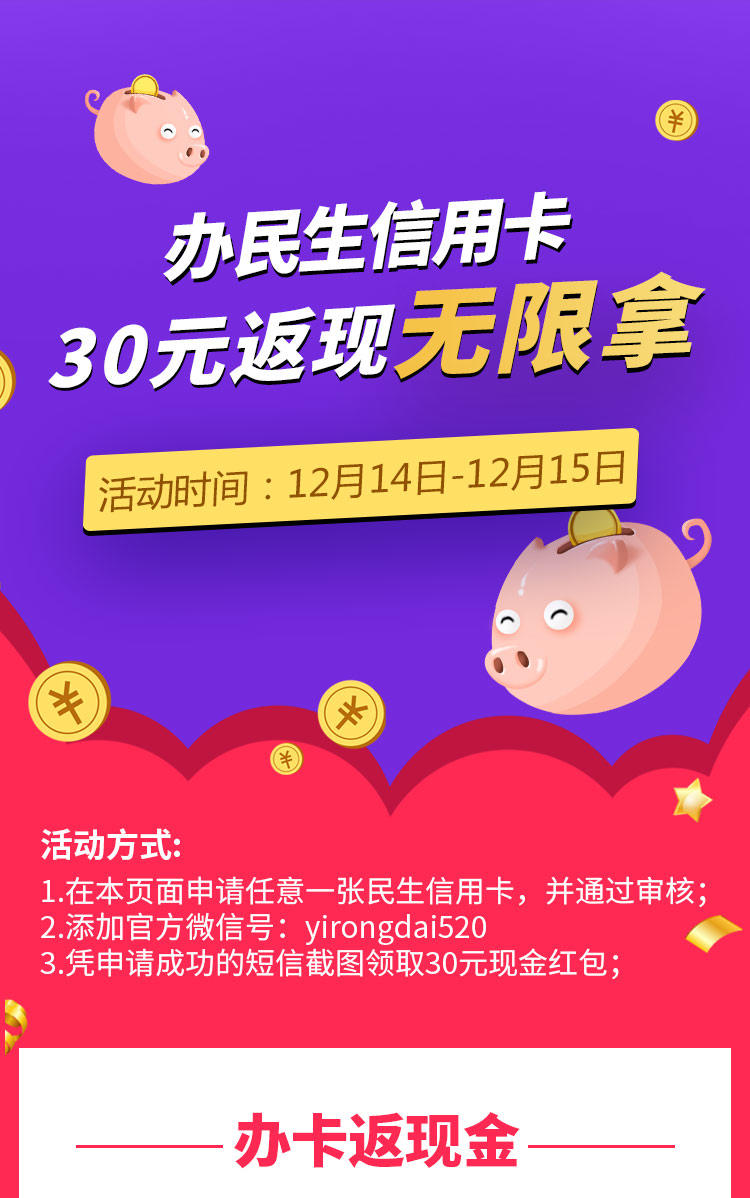 办民生信用卡
30元返现无限拿
活动时间：12月14日-12月15日
活动方式:
1.在本页面申请任意一张民生信用卡，并通过审核；
2.添加官方微信号：yirongdai520
3.凭申请成功的短信截图领取30元现金红包；
办卡返现金